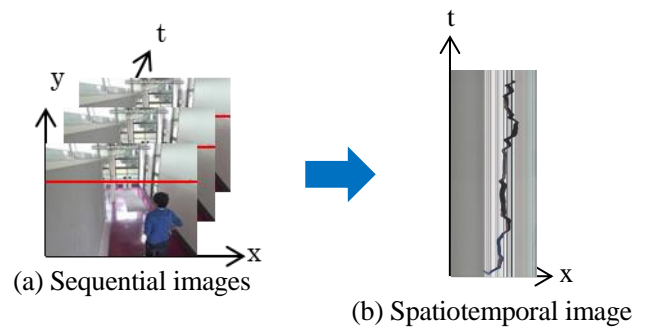 t
y
x
(a) Sequential images
t
x
(b) Spatiotemporal image